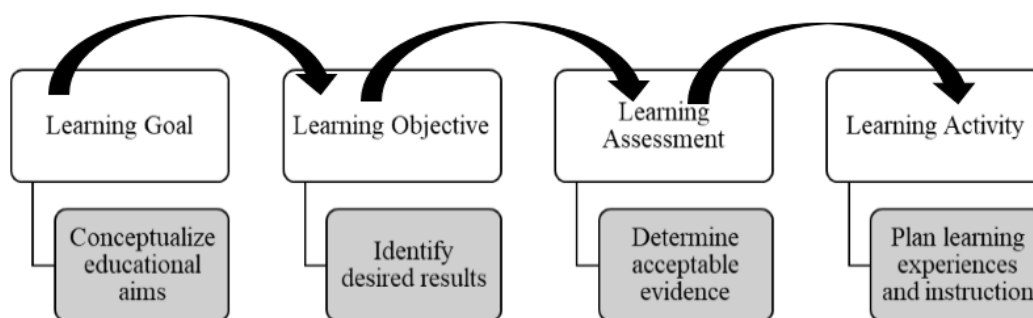 Learning Goal
Learning Objective
Learning
Assessment
Learning Activity
Conceptualize
educational
aims
Identify
desired results
Determine
acceptable
evidence
Plan learning
experiences
and instruction